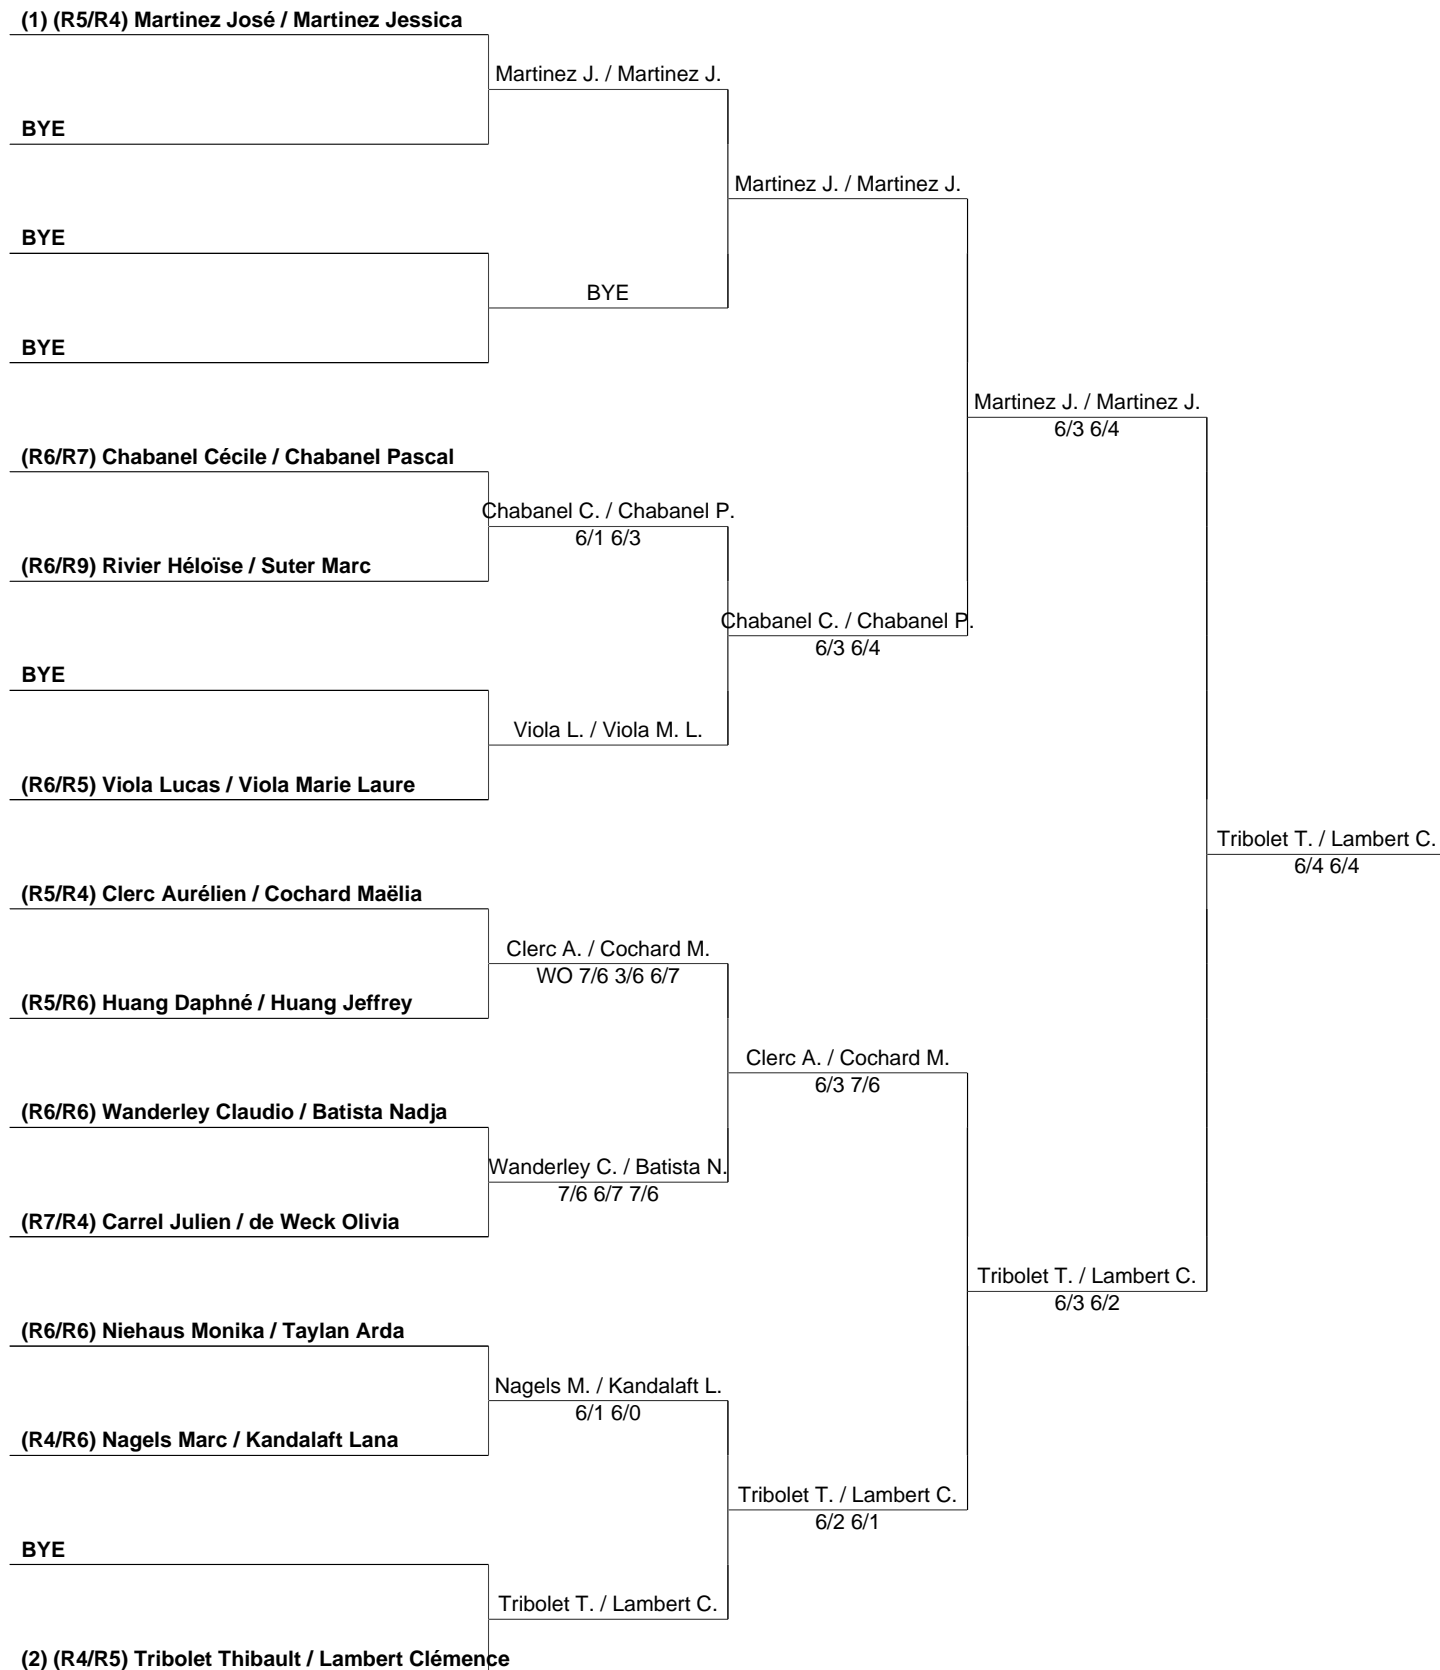 (1) (R5/R4) Martinez José / Martinez Jessica
Martinez J. / Martinez J.
BYE
Martinez J. / Martinez J.
BYE
BYE
BYE
Martinez J. / Martinez J.
6/3 6/4
(R6/R7) Chabanel Cécile / Chabanel Pascal
Chabanel C. / Chabanel P.
6/1 6/3
(R6/R9) Rivier Héloïse / Suter Marc
Chabanel C. / Chabanel P.
6/3 6/4
BYE
Viola L. / Viola M. L.
(R6/R5) Viola Lucas / Viola Marie Laure
Tribolet T. / Lambert C.
6/4 6/4
(R5/R4) Clerc Aurélien / Cochard Maëlia
Clerc A. / Cochard M.
WO 7/6 3/6 6/7
(R5/R6) Huang Daphné / Huang Jeffrey
Clerc A. / Cochard M.
6/3 7/6
(R6/R6) Wanderley Claudio / Batista Nadja
Wanderley C. / Batista N.
7/6 6/7 7/6
(R7/R4) Carrel Julien / de Weck Olivia
Tribolet T. / Lambert C.
6/3 6/2
(R6/R6) Niehaus Monika / Taylan Arda
Nagels M. / Kandalaft L.
6/1 6/0
(R4/R6) Nagels Marc / Kandalaft Lana
Tribolet T. / Lambert C.
6/2 6/1
BYE
Tribolet T. / Lambert C.
(2) (R4/R5) Tribolet Thibault / Lambert Clémence